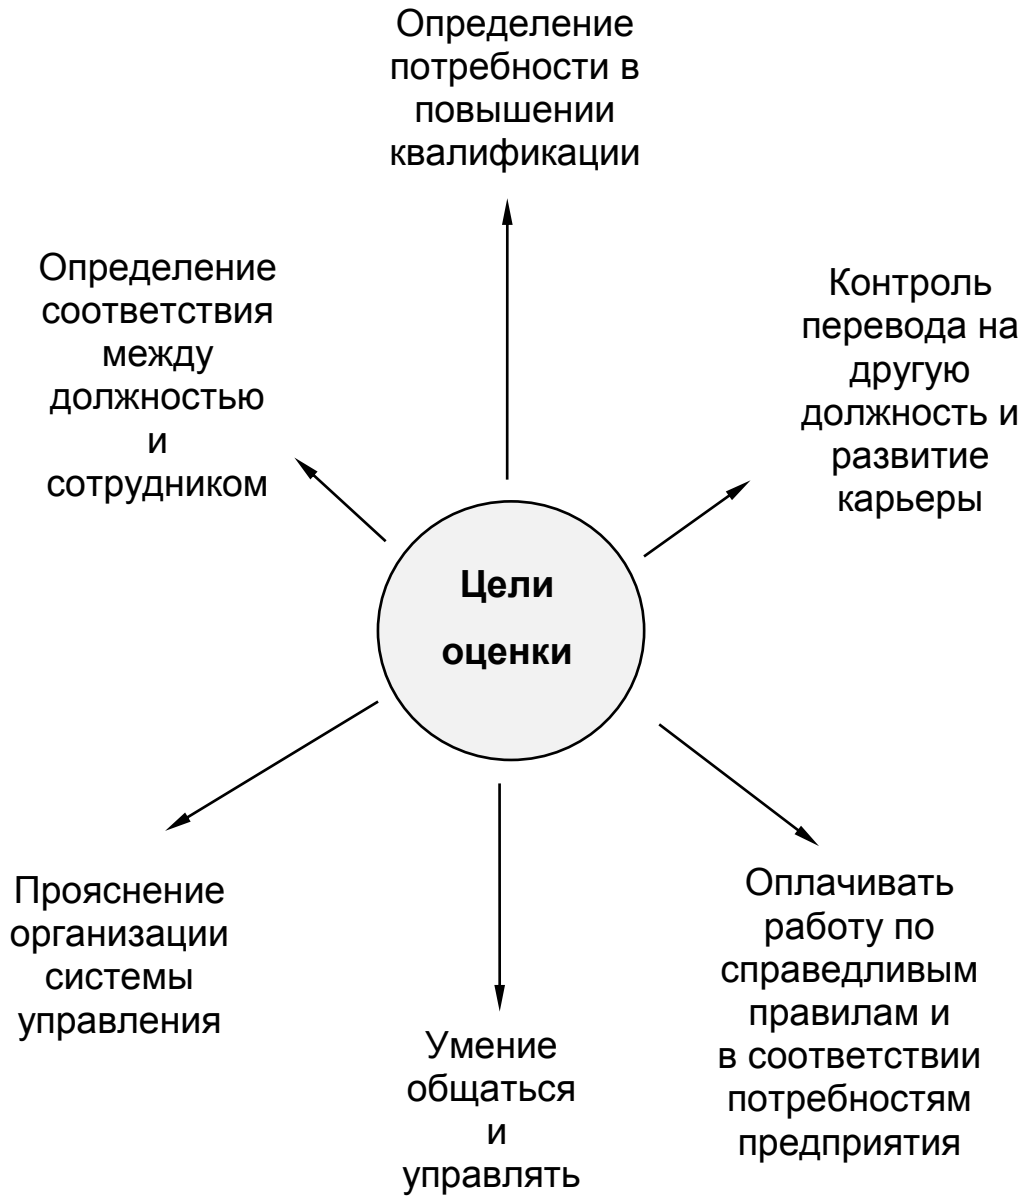 Определение
потребности в
повышении
квалификации
Определение
соответствия
между
должностью
и
сотрудником
Контроль
перевода на
другую
должность и
развитие
карьеры
Цели
оценки
Прояснение
организации
системы
управления
Умение
общаться
и
управлять
Оплачивать
работу по
справедливым
правилам и
в соответствии
потребностям
предприятия